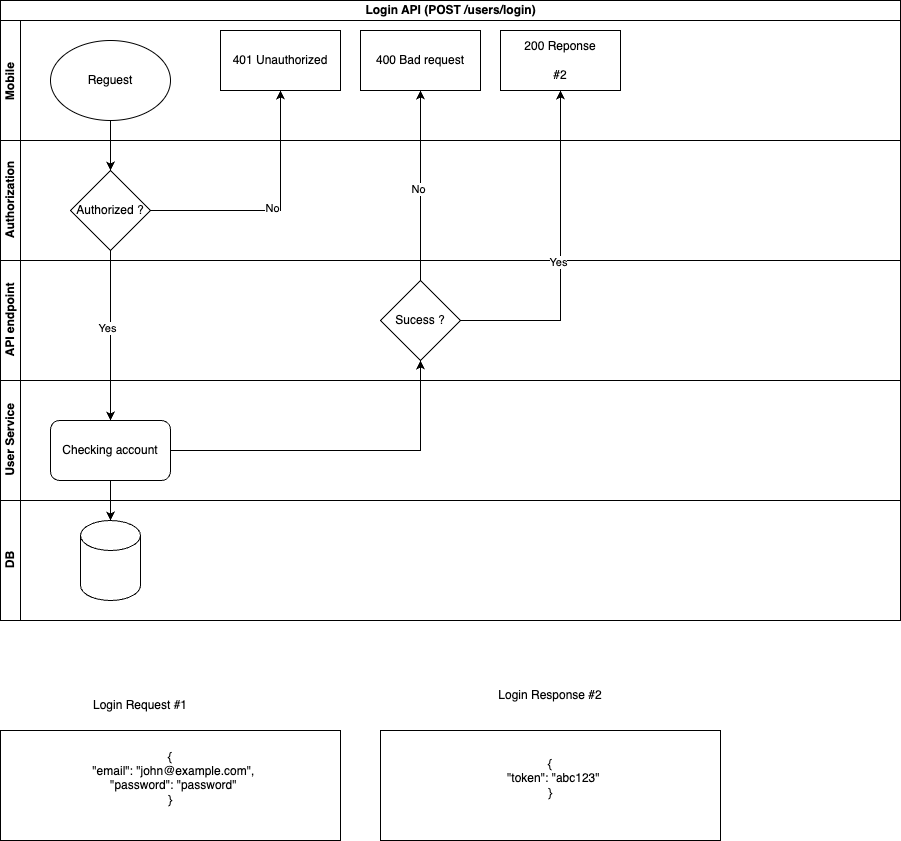 Login API (POST /users/login)
Mobile
Reguest
401 Unauthorized
400 Bad request
200 Reponse
#2
Authorization
Authorized ?
No
No
Yes
API endpoint
Yes
Sucess ?
User Service
Checking account
DB
Login Request #1
Login Response #2
{
"email": "john@example.com",
"password": "password"
}
{
"token": "abc123"
}